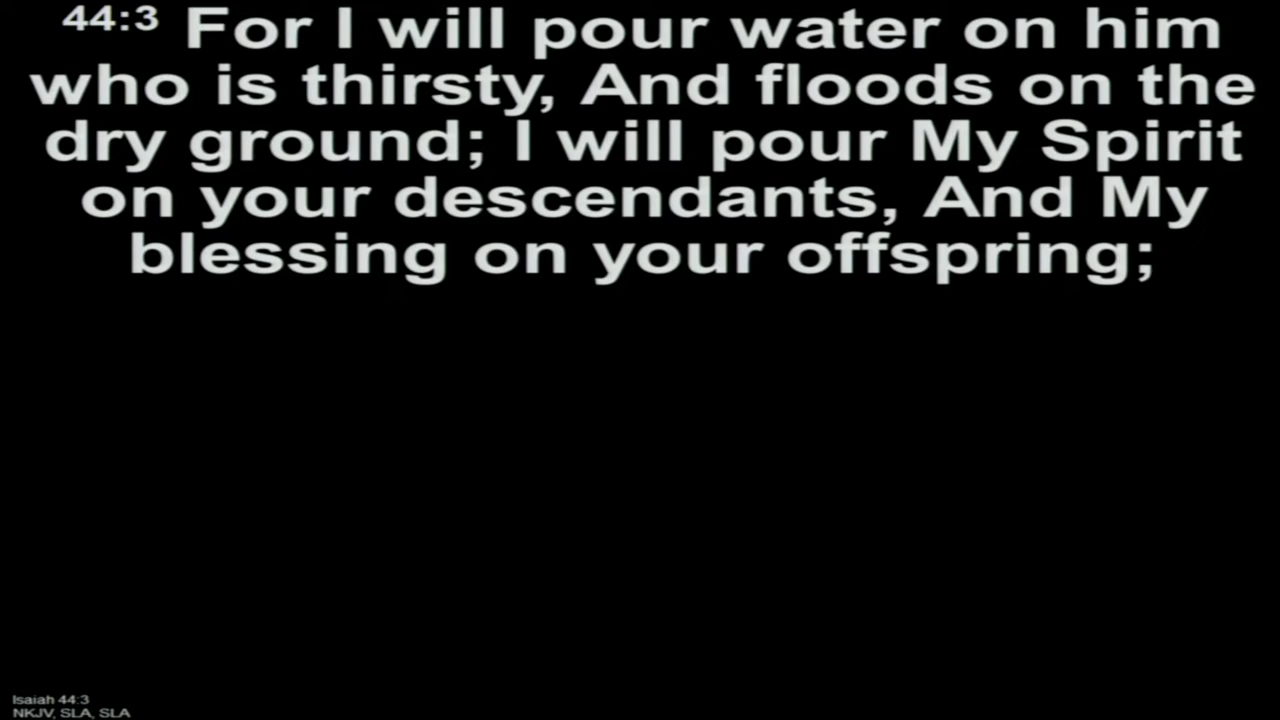 44:3 For I will pour water on him
who is thirsty, And floods on the
dry ground; I will pour My Spirit
on your descendants, And My
blessing on your offspring;
Isaiah 44:3
NKJV, SLA, SLA